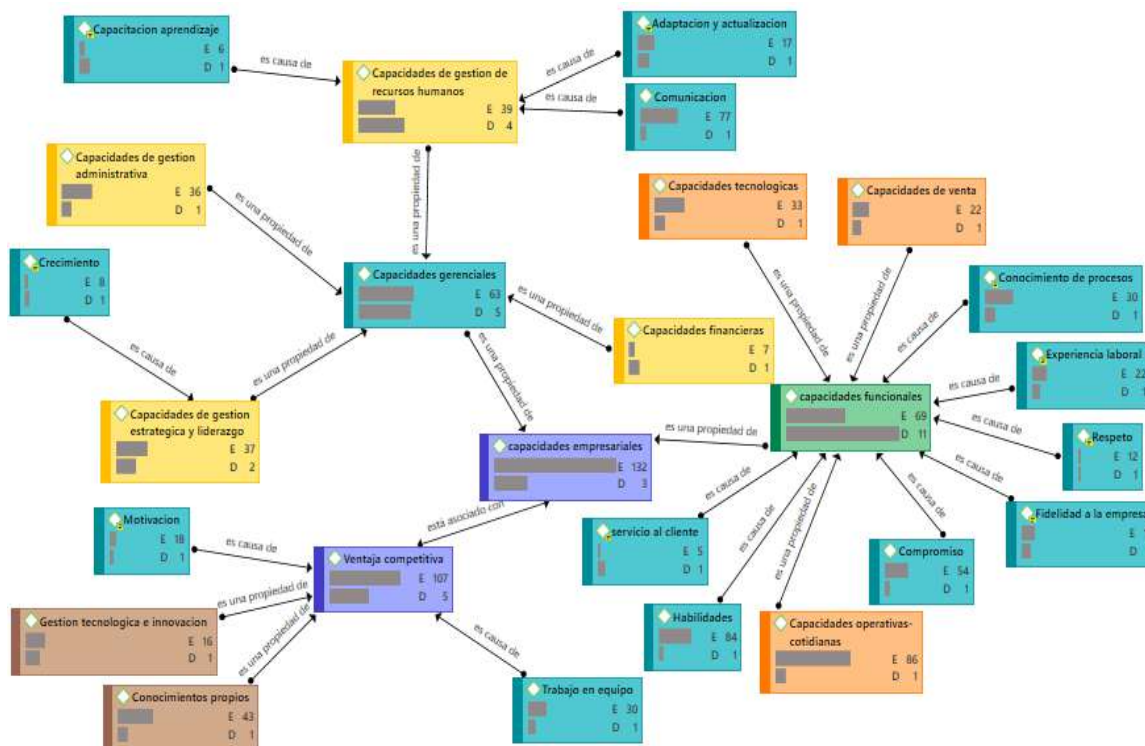 Capacitacion aprendizaje
E 6
D 1
es causa de
Capacidades de gestion de
recursos humanos
E 39
D 4
es causa de
Adaptacion y actualizacion
E 17
D 1
es causa de
Comunicacion
E 77
D 1
Capacidades de gestion
administrativa
E 36
D 1
es una propiedad de
es una propiedad de
Capacidades tecnologicas
E 33
D 1
Capacidades de venta
E 22
D 1
Crecimiento
E 8
D 1
es causa de
Capacidades gerenciales
E 63
D 5
es una propiedad de
es una propiedad de
es una propiedad de
Capacidades financieras
E 7
D 1
es una propiedad de
es una propiedad de
Conocimiento de procesos
E 30
D 1
es causa de
Experiencia laboral
E 22
D 1
es causa de
Capacidades de gestion
estrategica y liderazgo
E 37
D 2
capacidades funcionales
E 69
D 11
es causa de
Respeto
E 12
D 1
capacidades empresariales
E 132
D 3
es una propiedad de
es causa de
Fidelidad a la empresa
E
D
Motivacion
E 18
D 1
es causa de
está asociado con
Ventaja competitiva
E 107
D 5
servicio al cliente
E 5
D 1
es causa de
es causa de
es una propiedad de
es causa de
Compromiso
E 54
D 1
Gestion tecnologica e innovacion
E 16
D 1
es una propiedad de
es una propiedad de
Habilidades
E 84
D 1
Capacidades operativas-
cotidianas
E 86
D 1
es causa de
Conocimientos propios
E 43
D 1
Trabajo en equipo
E 30
D 1